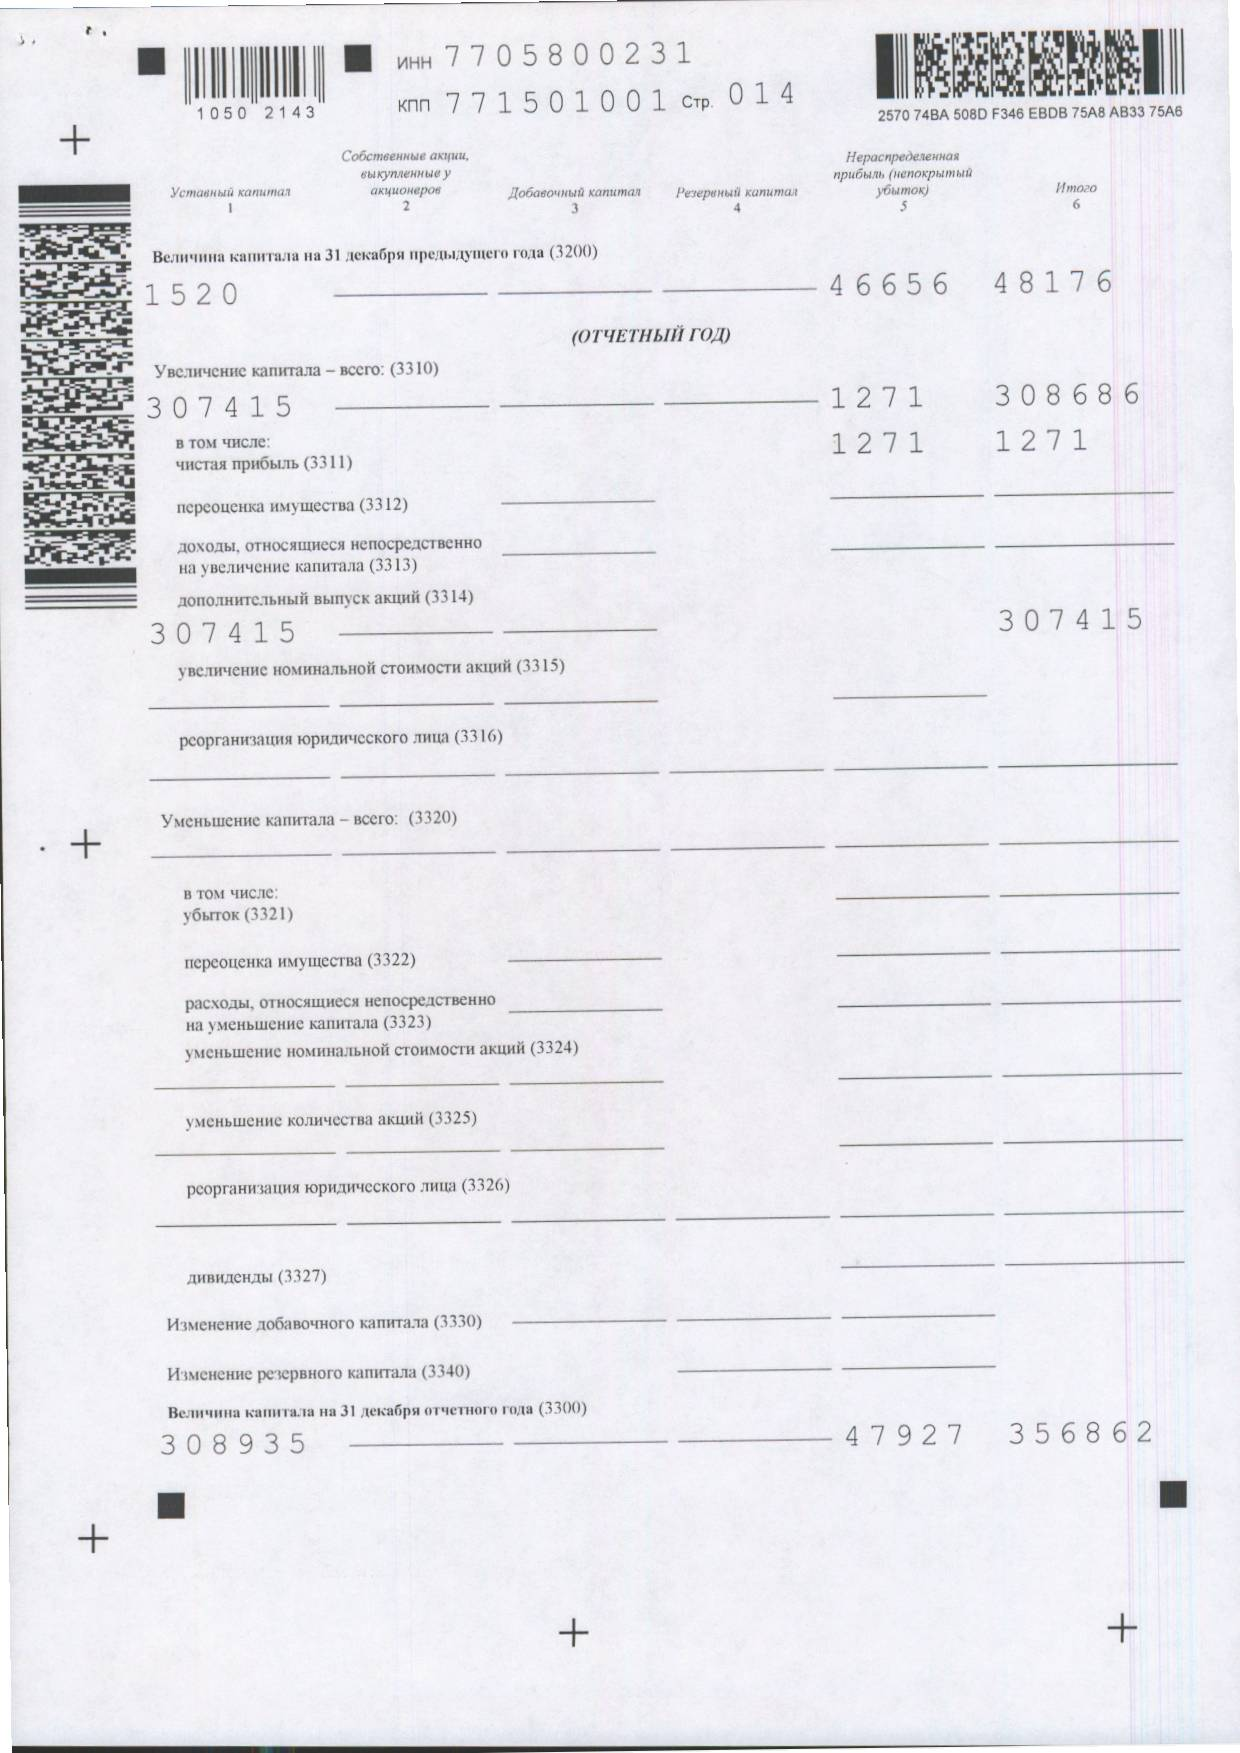 ИНН 7705800231
1050 2143
КПП 771501001 Стр. 014
2570 74BA 508D F346 EBDB 75A8 AB33 75A6
Уставный капитал
1
Собственные акции,
выкупленные у
акционеров
2
Добавочный капитал
3
Резервный капитал
4
Нераспределенная
прибыль (непокрытый
убыток)
5
Итого
6
Величина капитала на 31 декабря предыдущего года (3200)
1520 46656 48176
(ОТЧЕТНЫЙ ГОД)
Увеличение капитала – всего: (3310)
307415 1271 308686
в том числе:
чистая прибыль (3311) 1271 1271
переоценка имущества (3312)
доходы, относящиеся непосредственно
на увеличение капитала (3313)
дополнительный выпуск акций (3314)
307415 307415
увеличение номинальной стоимости акций (3315)
реорганизация юридического лица (3316)
Уменьшение капитала – всего: (3320)
в том числе:
убыток (3321)
переоценка имущества (3322)
расходы, относящиеся непосредственно
на уменьшение капитала (3323)
уменьшение номинальной стоимости акций (3324)
уменьшение количества акций (3325)
реорганизация юридического лица (3326)
дивиденды (3327)
Изменение добавочного капитала (3330)
Изменение резервного капитала (3340)
Величина капитала на 31 декабря отчетного года (3300)
308935 47927 356862